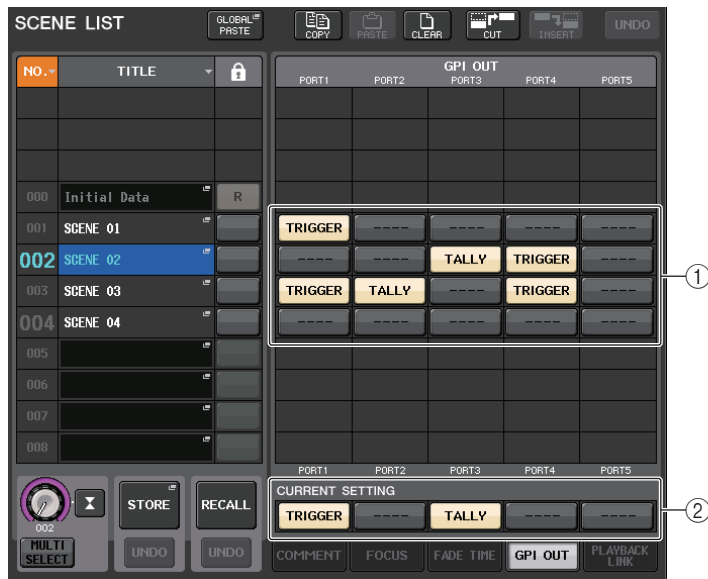 SCENE LIST
GLOBAL PASTE
COPY
PASTE
CLEAR
CUT
INSERT
UNDO
NO. TITLE
GPI OUT
PORT1 PORT2 PORT3 PORT4 PORT5
000 Initial Data R
001 SCENE 01 TRIGGER ---- ---- ---- ----
002 SCENE 02 ---- ---- TALLY TRIGGER ----
003 SCENE 03 TRIGGER TALLY ---- TRIGGER ----
004 SCENE 04 ---- ---- ---- ---- ----
①
005
006
007
008
PORT1 PORT2 PORT3 PORT4 PORT5
CURRENT SETTING
TRIGGER ---- TALLY ---- ----
②
002
STORE
RECALL
MULTI SELECT
UNDO
UNDO
COMMENT
FOCUS
FADE TIME
GPI OUT
PLAYBACK LINK